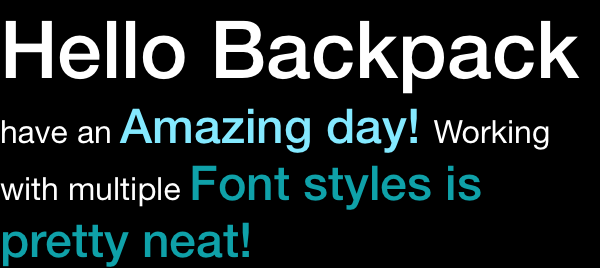 Hello Backpack
have an Amazing day! Working
with multiple Font styles is
pretty neat!